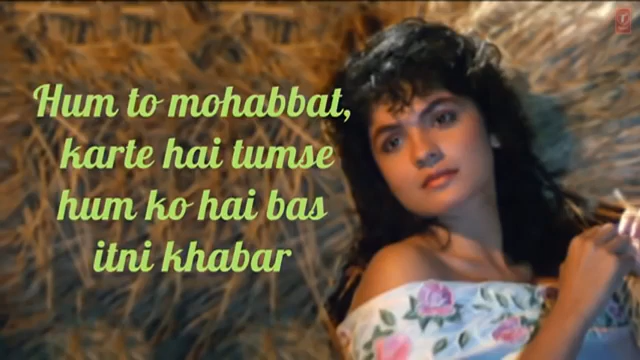 Hum to mohabbat,
karte hai tumse
hum ko hai bas
itni khabar